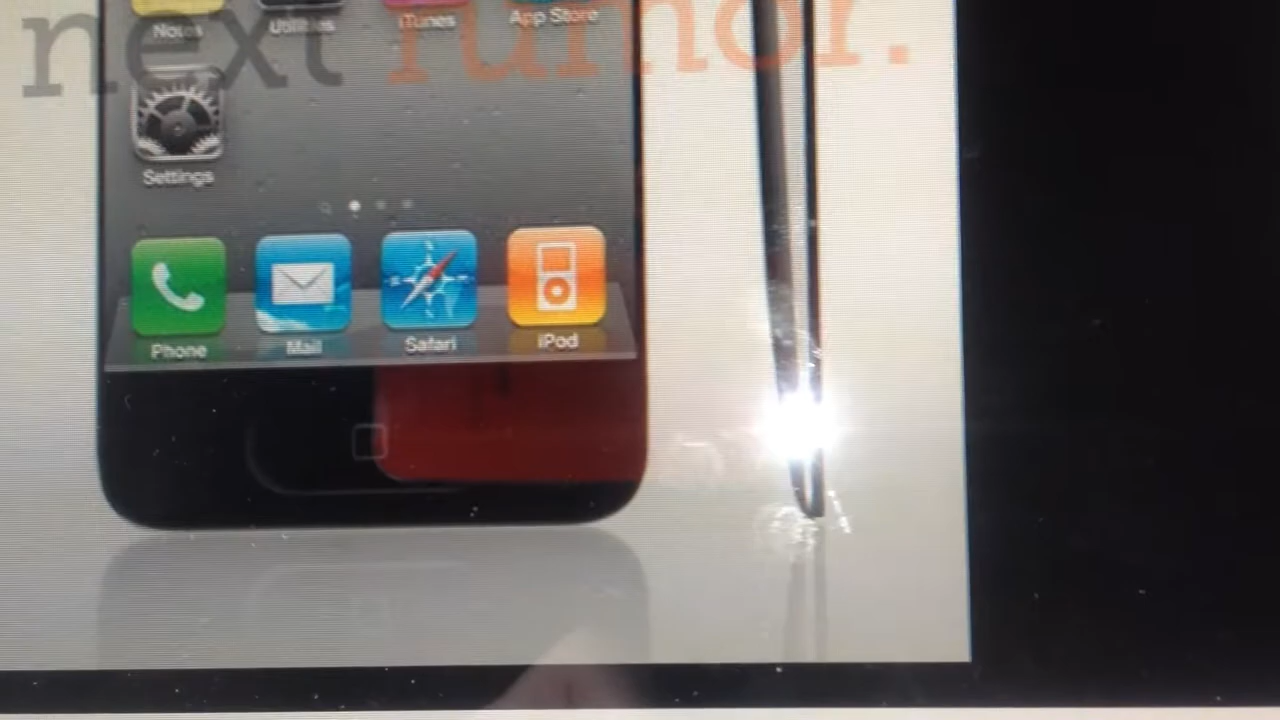 Notes Utilities iTunes App Store
next rumor.
Settings
Phone Mail Safari iPod